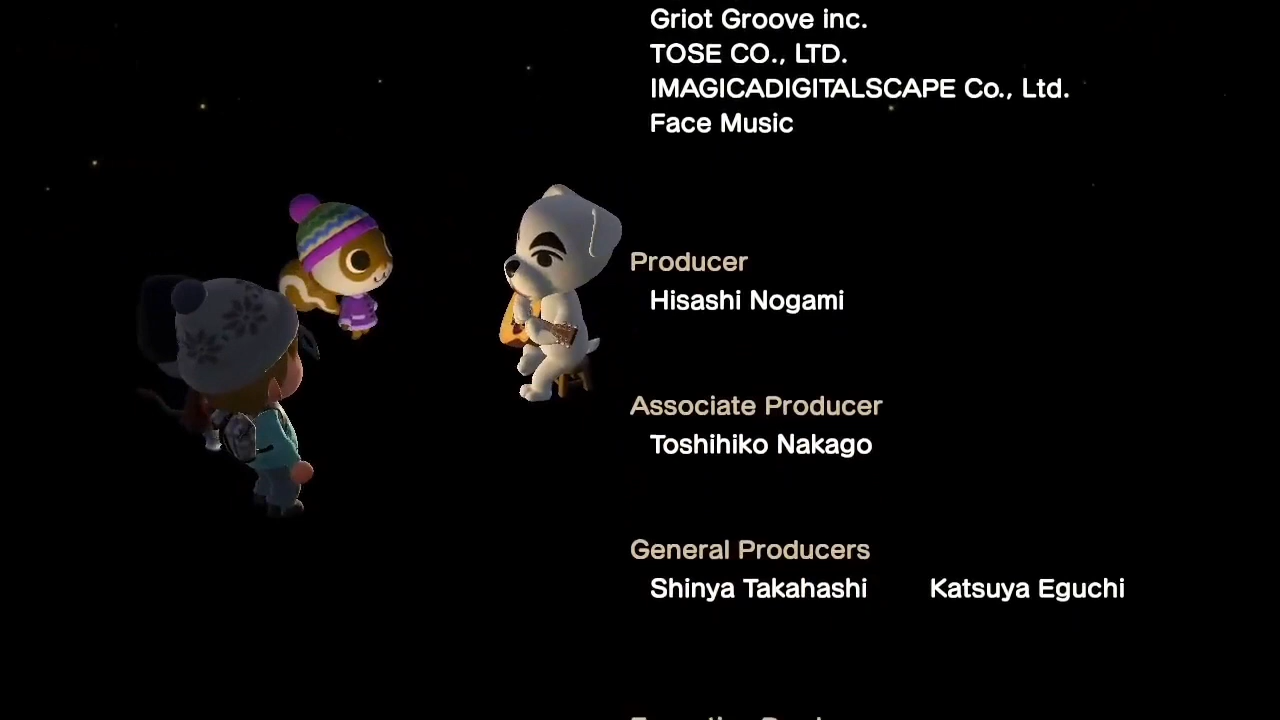 Griot Groove inc.
TOSE CO., LTD.
IMAGICADIGITALSCAPE Co., Ltd.
Face Music
Producer
Hisashi Nogami
Associate Producer
Toshihiko Nakago
General Producers
Shinya Takahashi Katsuya Eguchi